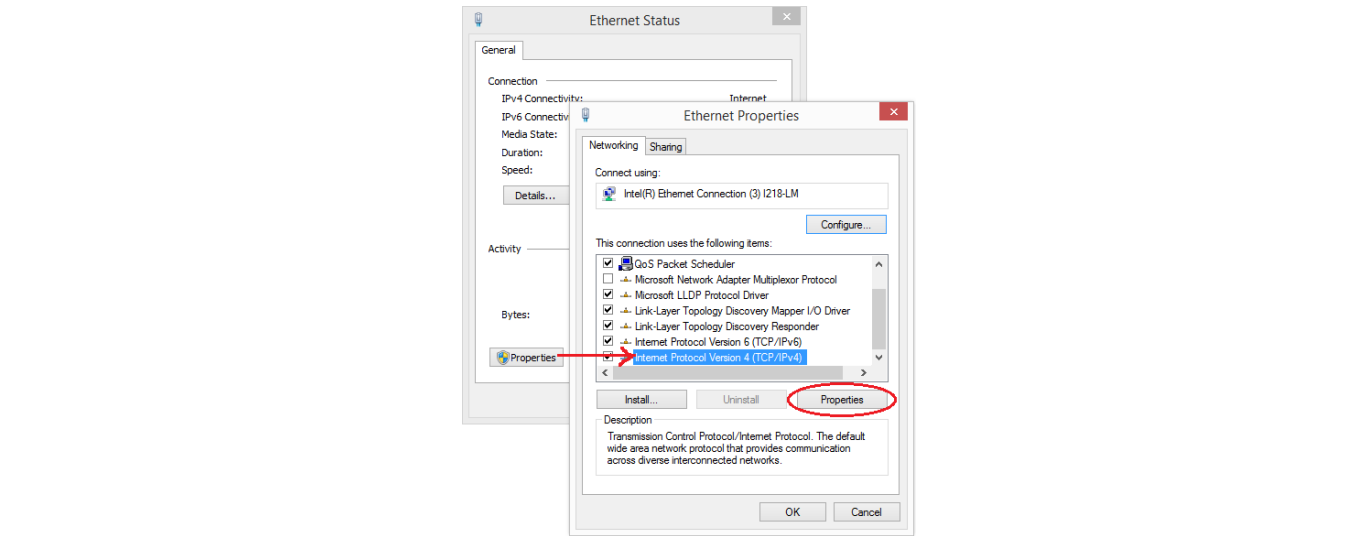 Ethernet Status
General
Connection
IPv4 Connectivity: Internet
IPv6 Connectiv
Media State:
Duration:
Speed:
Details...
Activity
Bytes:
Properties
Ethernet Properties
Networking Sharing
Connect using:
Intel(R) Ethernet Connection (3) I218-LM
Configure...
This connection uses the following items:
QoS Packet Scheduler
Microsoft Network Adapter Multiplexor Protocol
Microsoft LLDP Protocol Driver
Link-Layer Topology Discovery Mapper I/O Driver
Link-Layer Topology Discovery Responder
Internet Protocol Version 6 (TCP/IPv6)
Internet Protocol Version 4 (TCP/IPv4)
Install... Uninstall Properties
Description
Transmission Control Protocol/Internet Protocol. The default
wide area network protocol that provides communication
across diverse interconnected networks.
OK Cancel